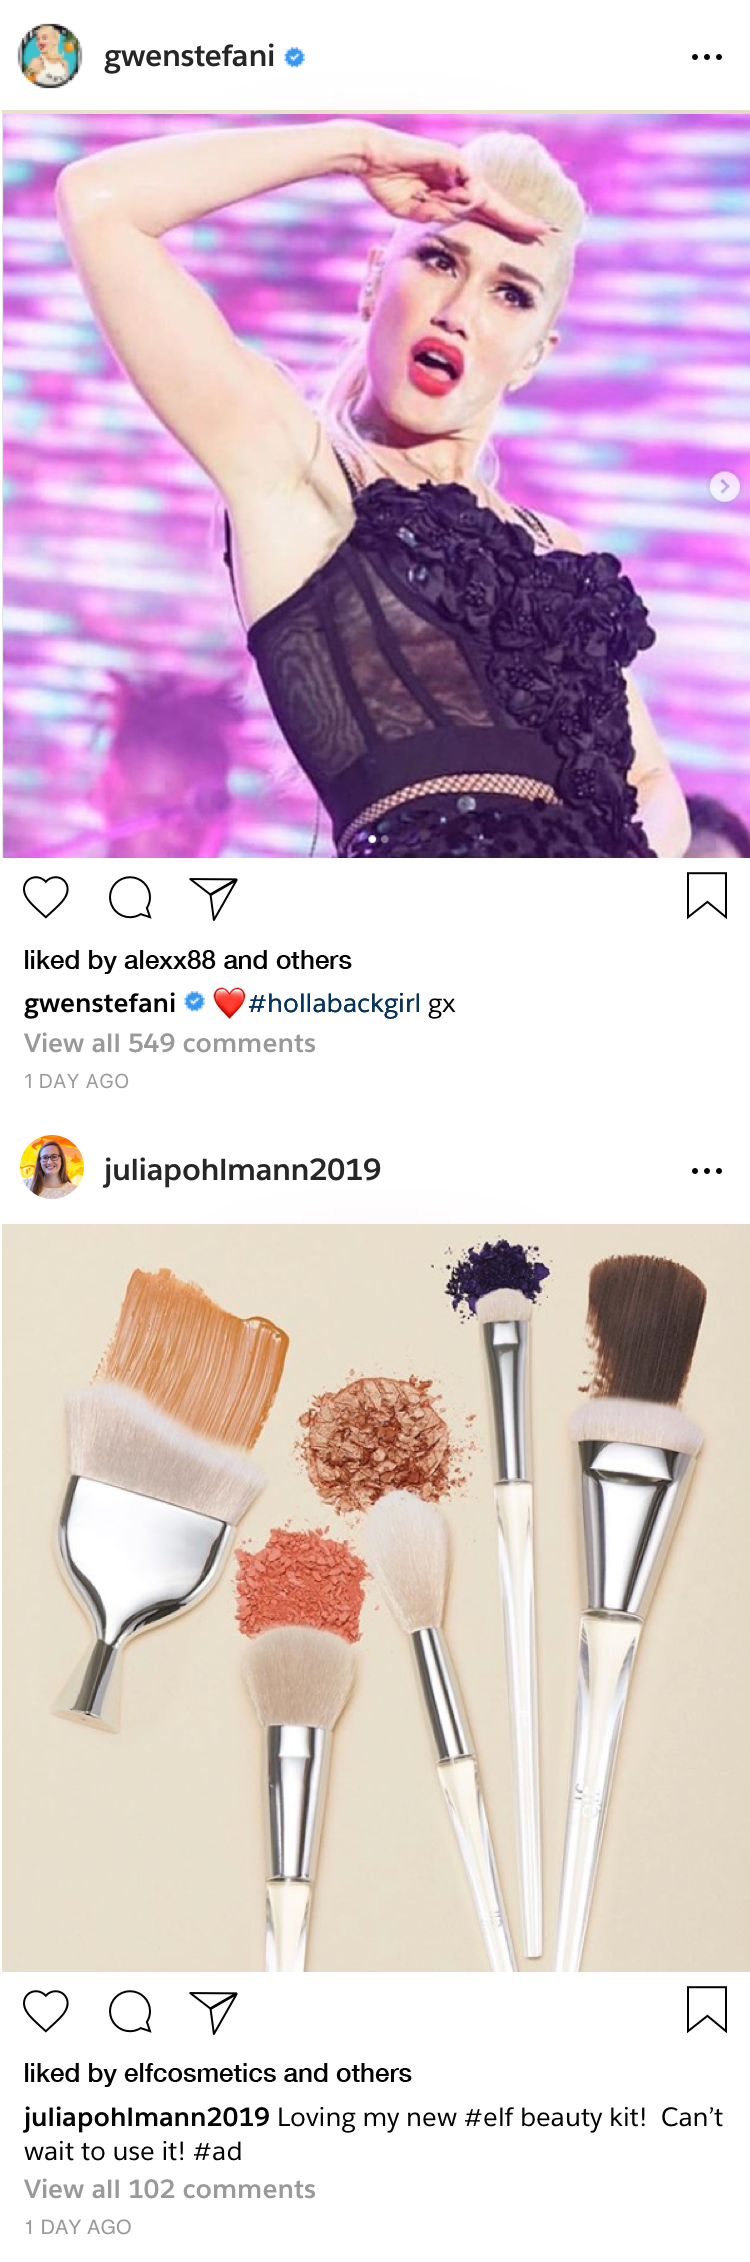 gwenstefani
liked by alexx88 and others
gwenstefani ❤️#hollabackgirl gx
View all 549 comments
1 DAY AGO
juliapohlmann2019
elf
elf
liked by elfcosmetics and others
juliapohlmann2019 Loving my new #elf beauty kit!  Can't
wait to use it! #ad
View all 102 comments
1 DAY AGO